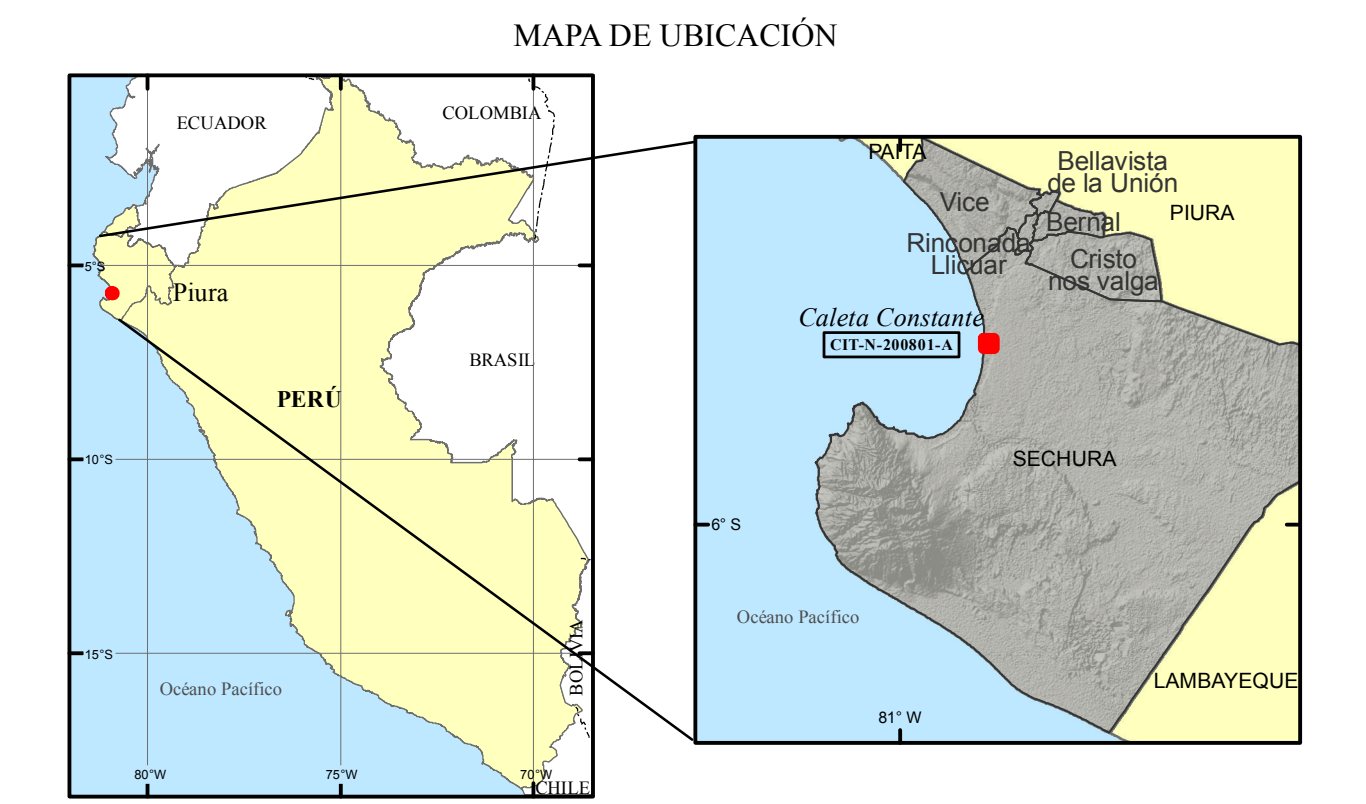 MAPA DE UBICACIÓN
ECUADOR
COLOMBIA
5°S
Piura
BRASIL
PERÚ
10°S
15°S
BOLIVIA
Océano Pacífico
80°W
75°W
70°W
CHILE
PAITA
Bellavista
de la Unión
Vice
PIURA
Bernal
Rinconada
Llicuar
Cristo
nos valga
Caleta Constante
CIT-N-200801-A
SECHURA
6° S
Océano Pacífico
LAMBAYEQUE
81° W